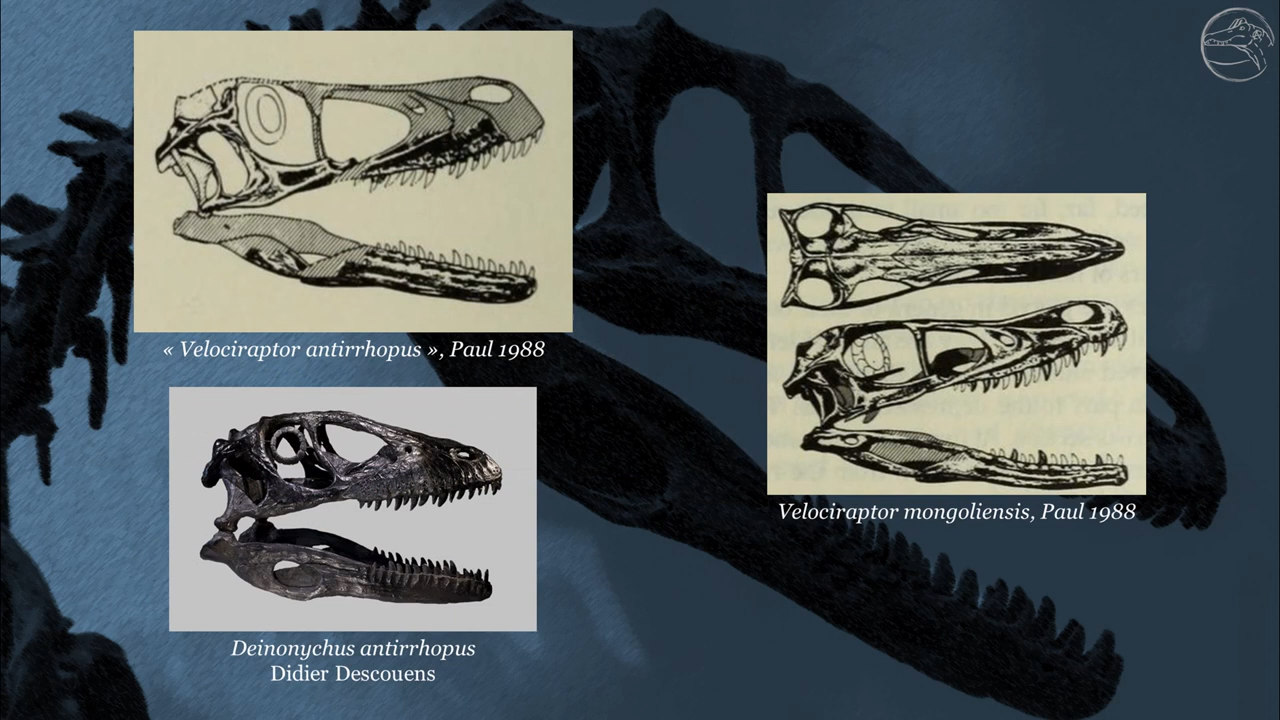 « Velociraptor antirrhopus », Paul 1988
Velociraptor mongoliensis, Paul 1988
Deinonychus antirrhopus
Didier Descouens